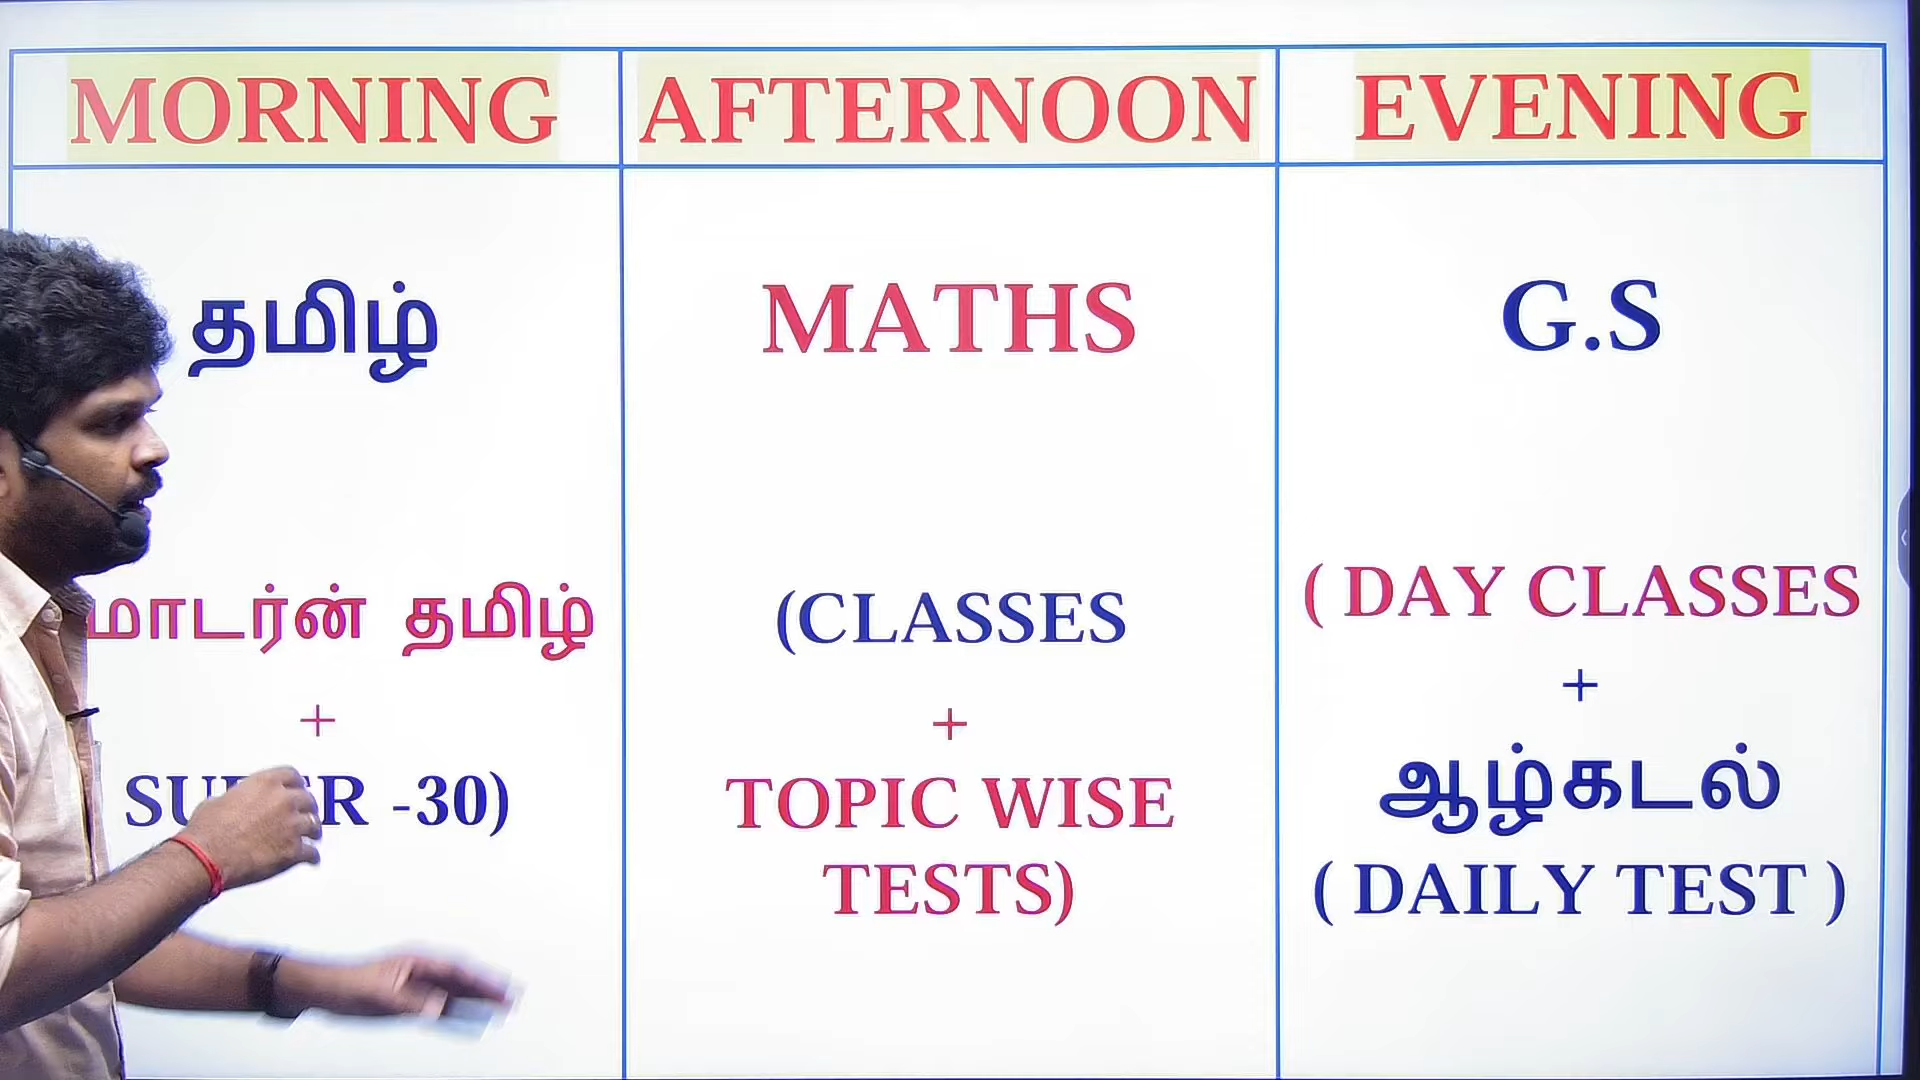 MORNING
AFTERNOON
EVENING
தமிழ்
மாடர்ன் தமிழ்
+
-30)
MATHS
(CLASSES
+
TOPIC WISE
TESTS)
G.S
( DAY CLASSES
+
ஆழ்கடல்
( DAILY TEST )